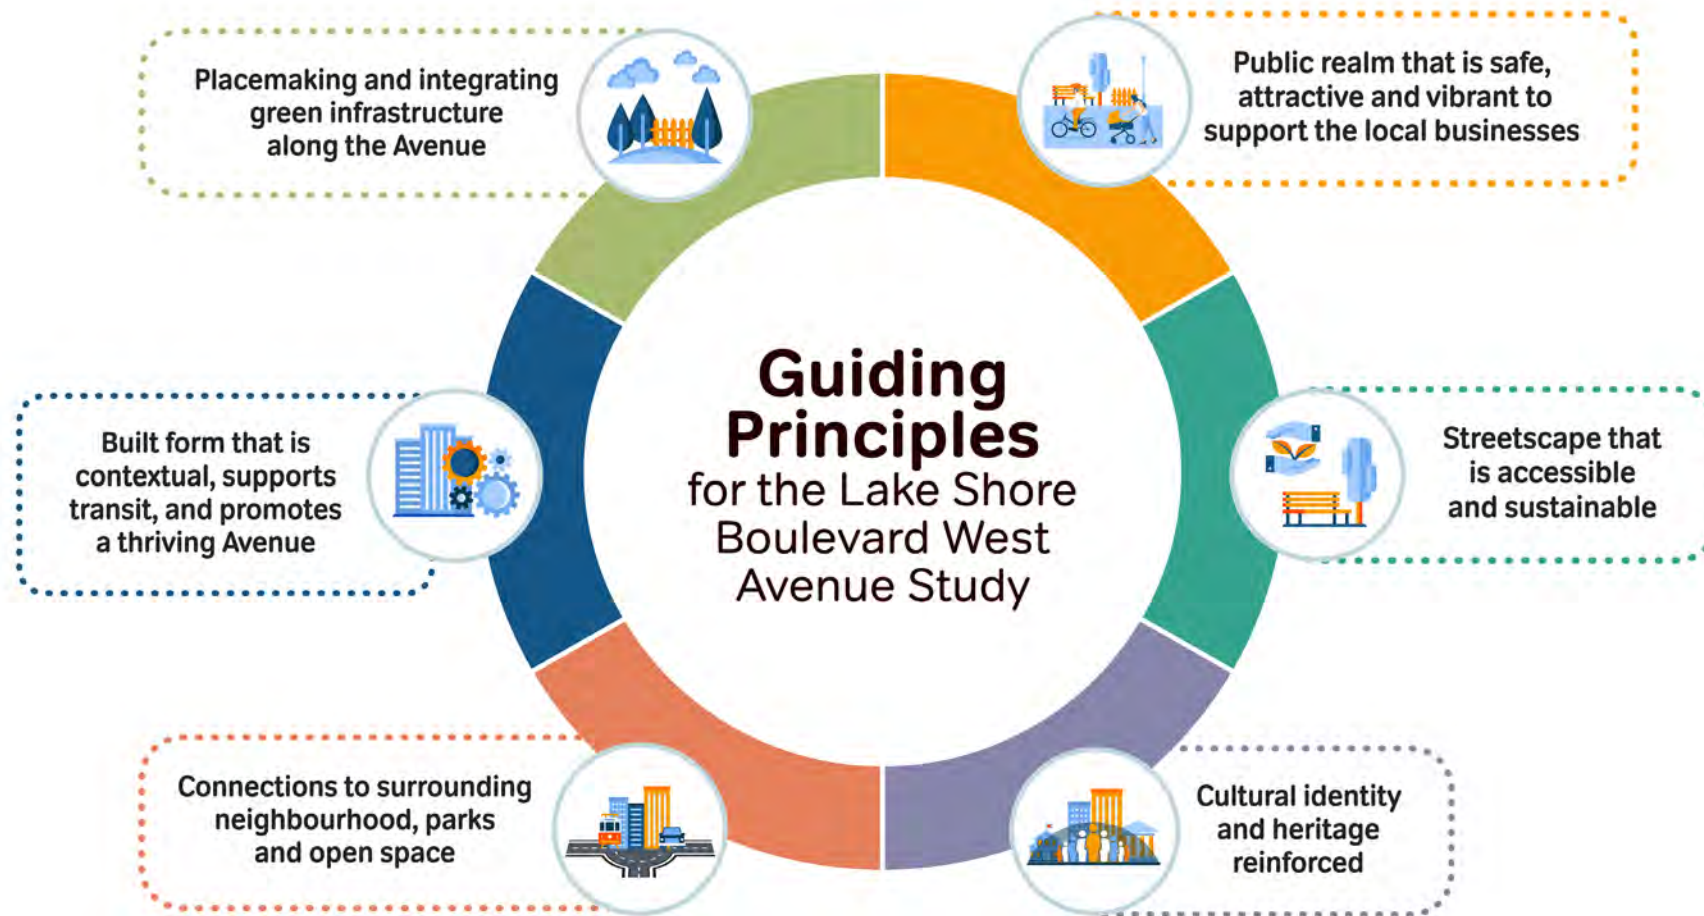 Placemaking and integrating
green infrastructure
along the Avenue
Public realm that is safe,
attractive and vibrant to
support the local businesses
Built form that is
contextual, supports
transit, and promotes
a thriving Avenue
Guiding
Principles
for the Lake Shore
Boulevard West
Avenue Study
Streetscape that
is accessible
and sustainable
Connections to surrounding
neighbourhood, parks
and open space
Cultural identity
and heritage
reinforced